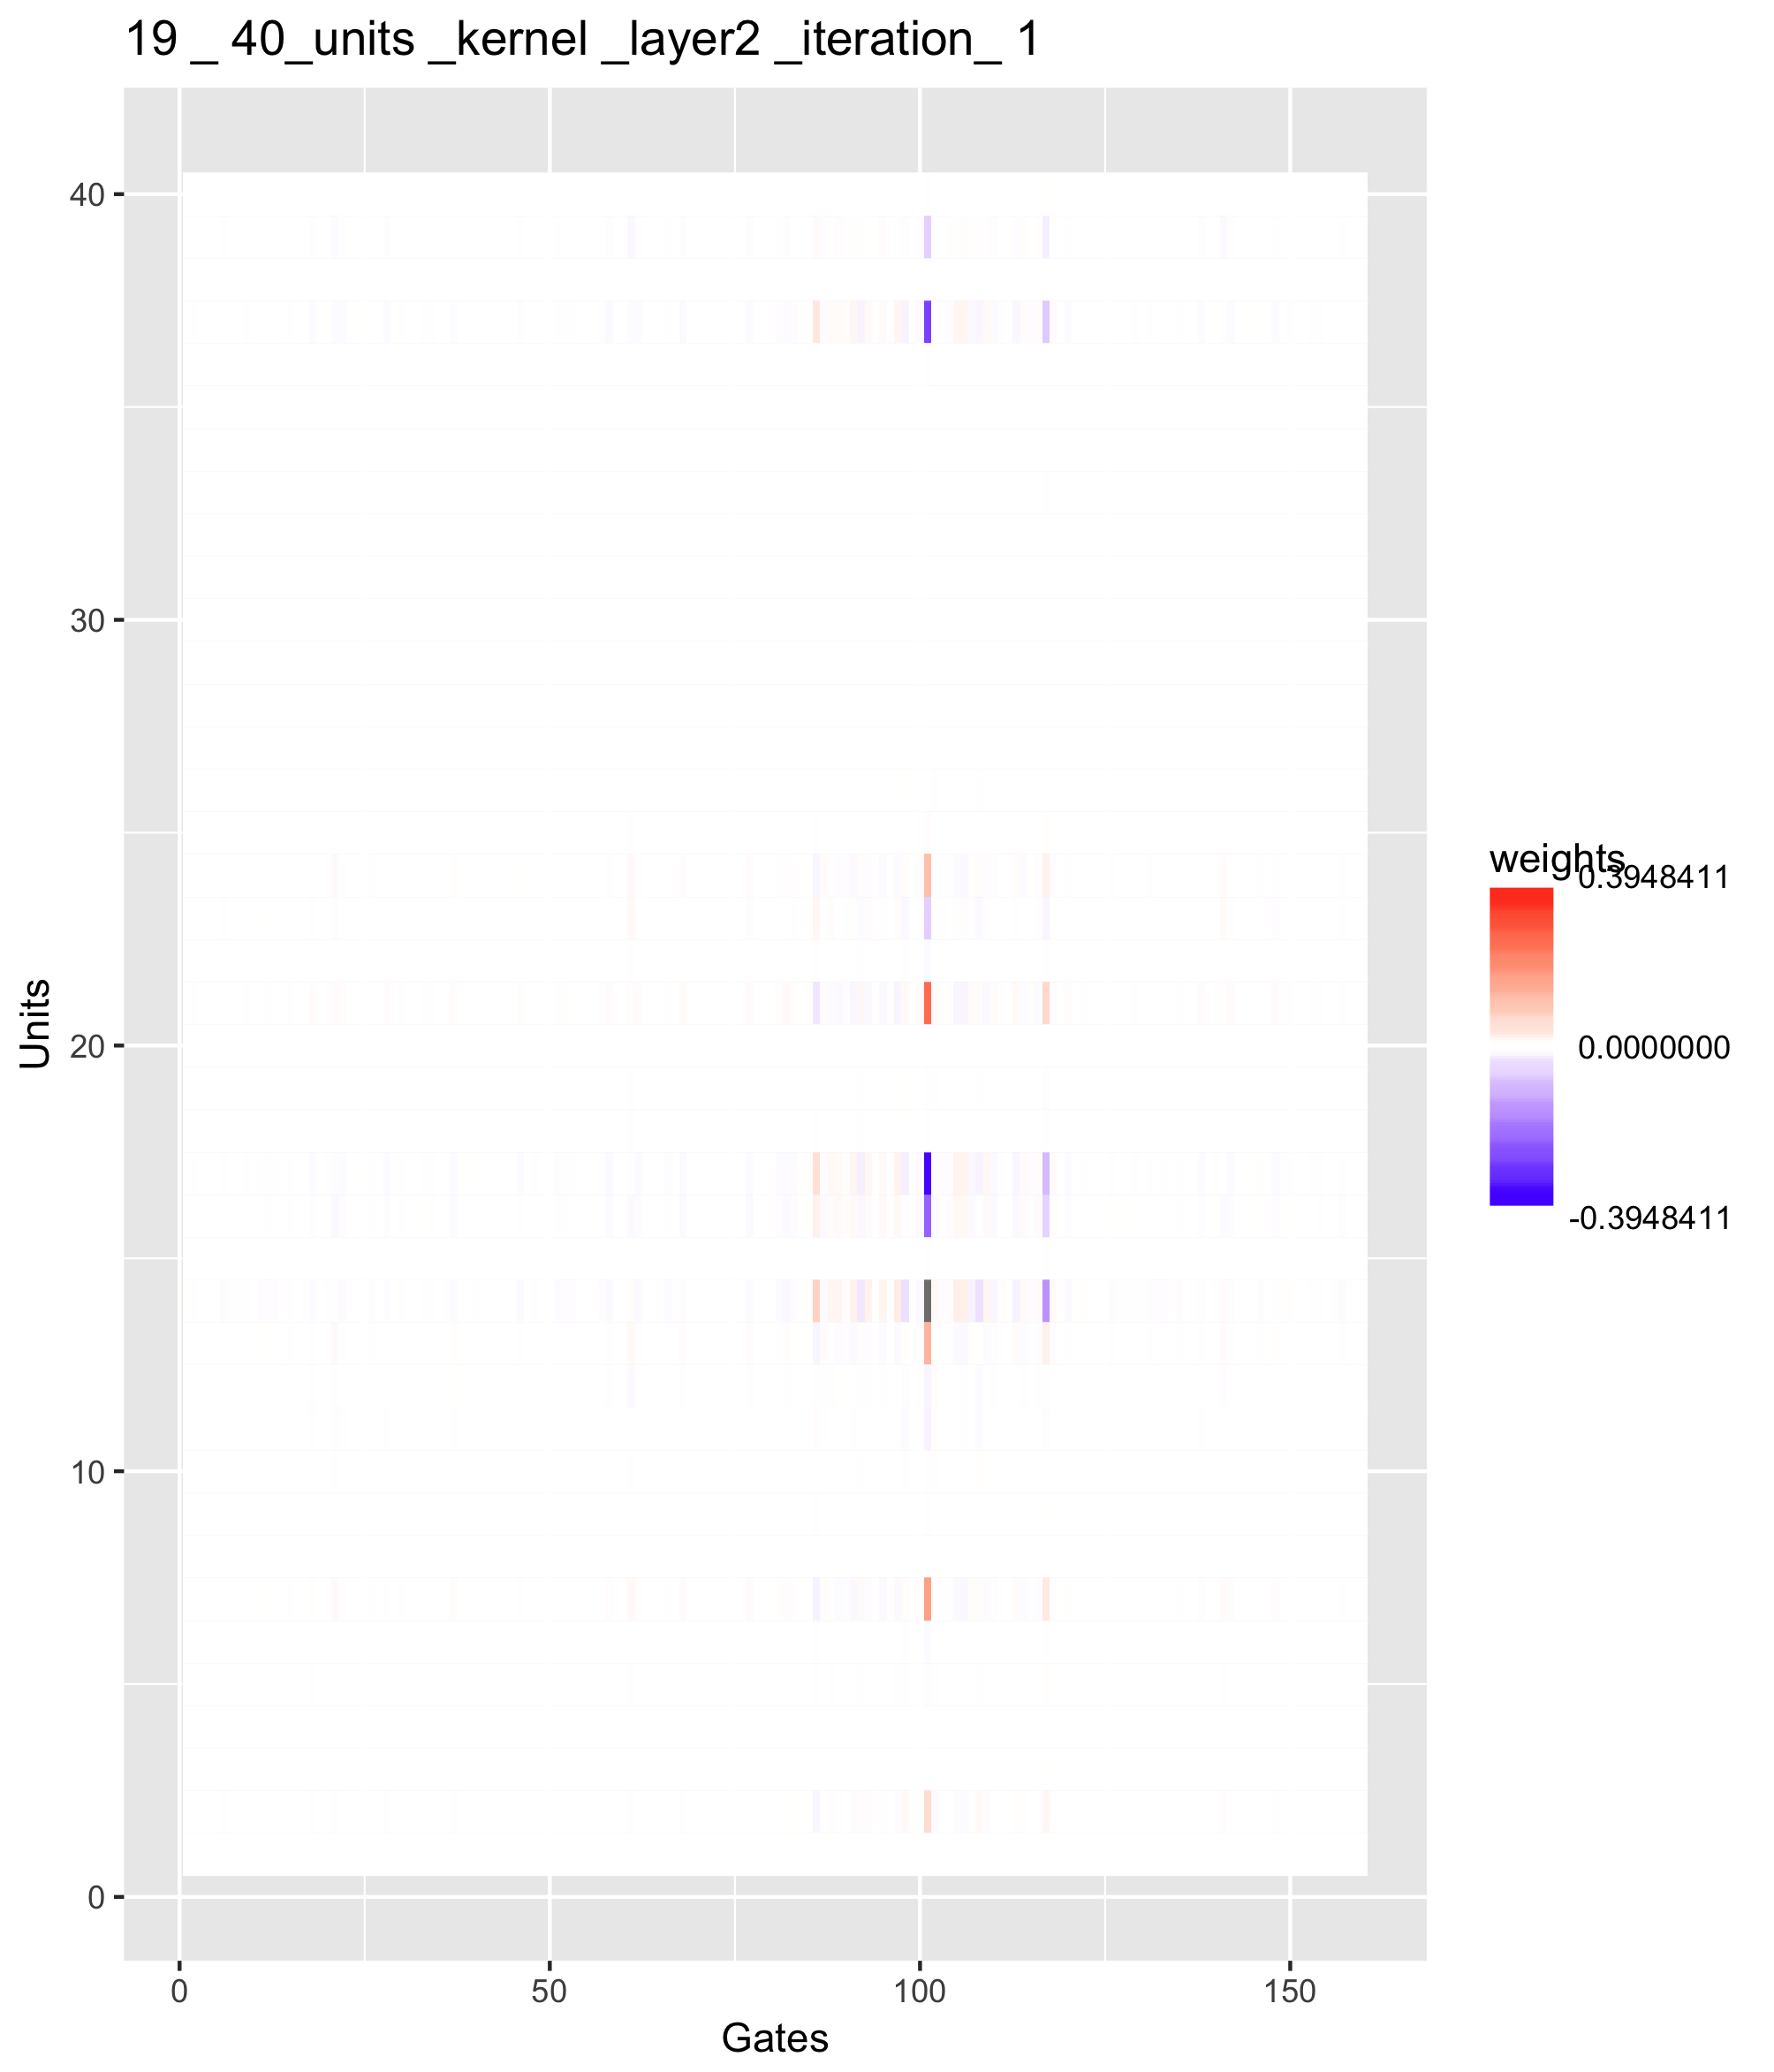 19 _ 40_units _kernel _layer2 _iteration_ 1
40
30
20
10
0
Units
0 50 100 150
Gates
weights
0.3948411
0.0000000
-0.3948411